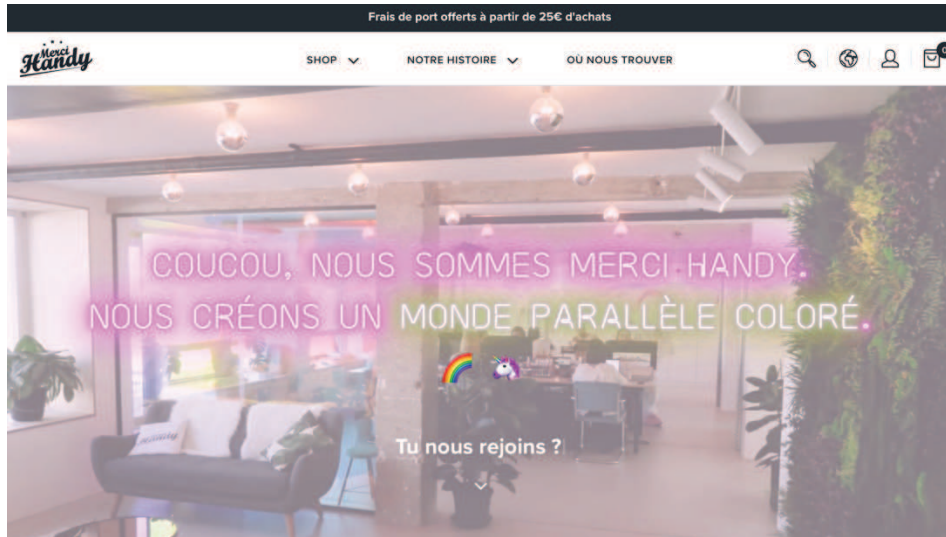 Frais de port offerts à partir de 25€ d'achats
Merci
Handy
SHOP
NOTRE HISTOIRE
OÙ NOUS TROUVER
COUCOU, NOUS SOMMES MERCI HANDY.
NOUS CRÉONS UN MONDE PARALLÈLE COLORÉ.
Tu nous rejoins ?